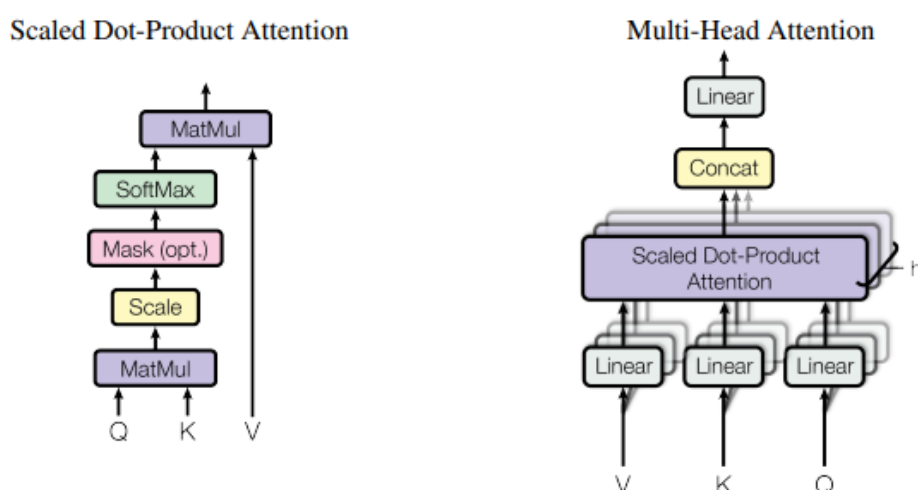 Scaled Dot-Product Attention
MatMul
SoftMax
Mask (opt.)
Scale
MatMul
Q K V
Multi-Head Attention
Linear
Concat
Scaled Dot-Product
Attention
h
Linear Linear Linear
V K Q